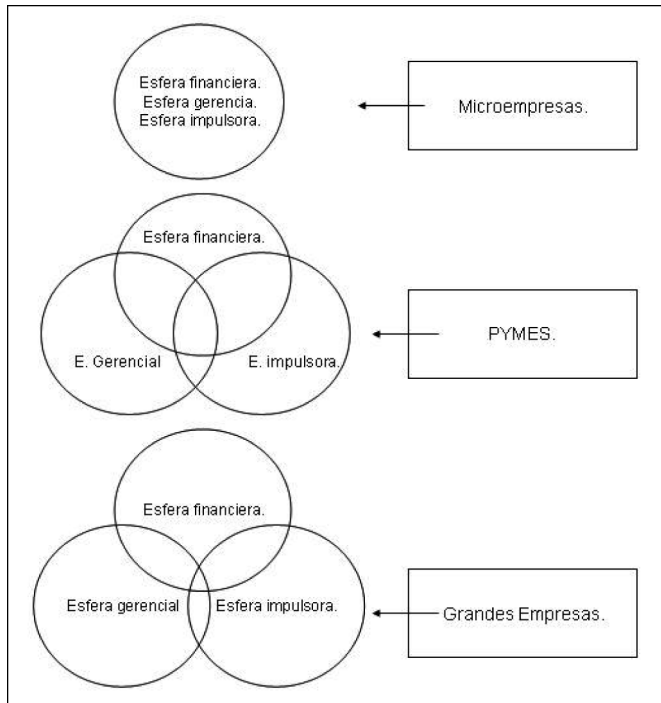 Esfera financiera.
Esfera gerencia.
Esfera impulsora.
Microempresas.
Esfera financiera.
E. Gerencial
E. impulsora.
PYMES.
Esfera financiera.
Esfera gerencial
Esfera impulsora.
Grandes Empresas.